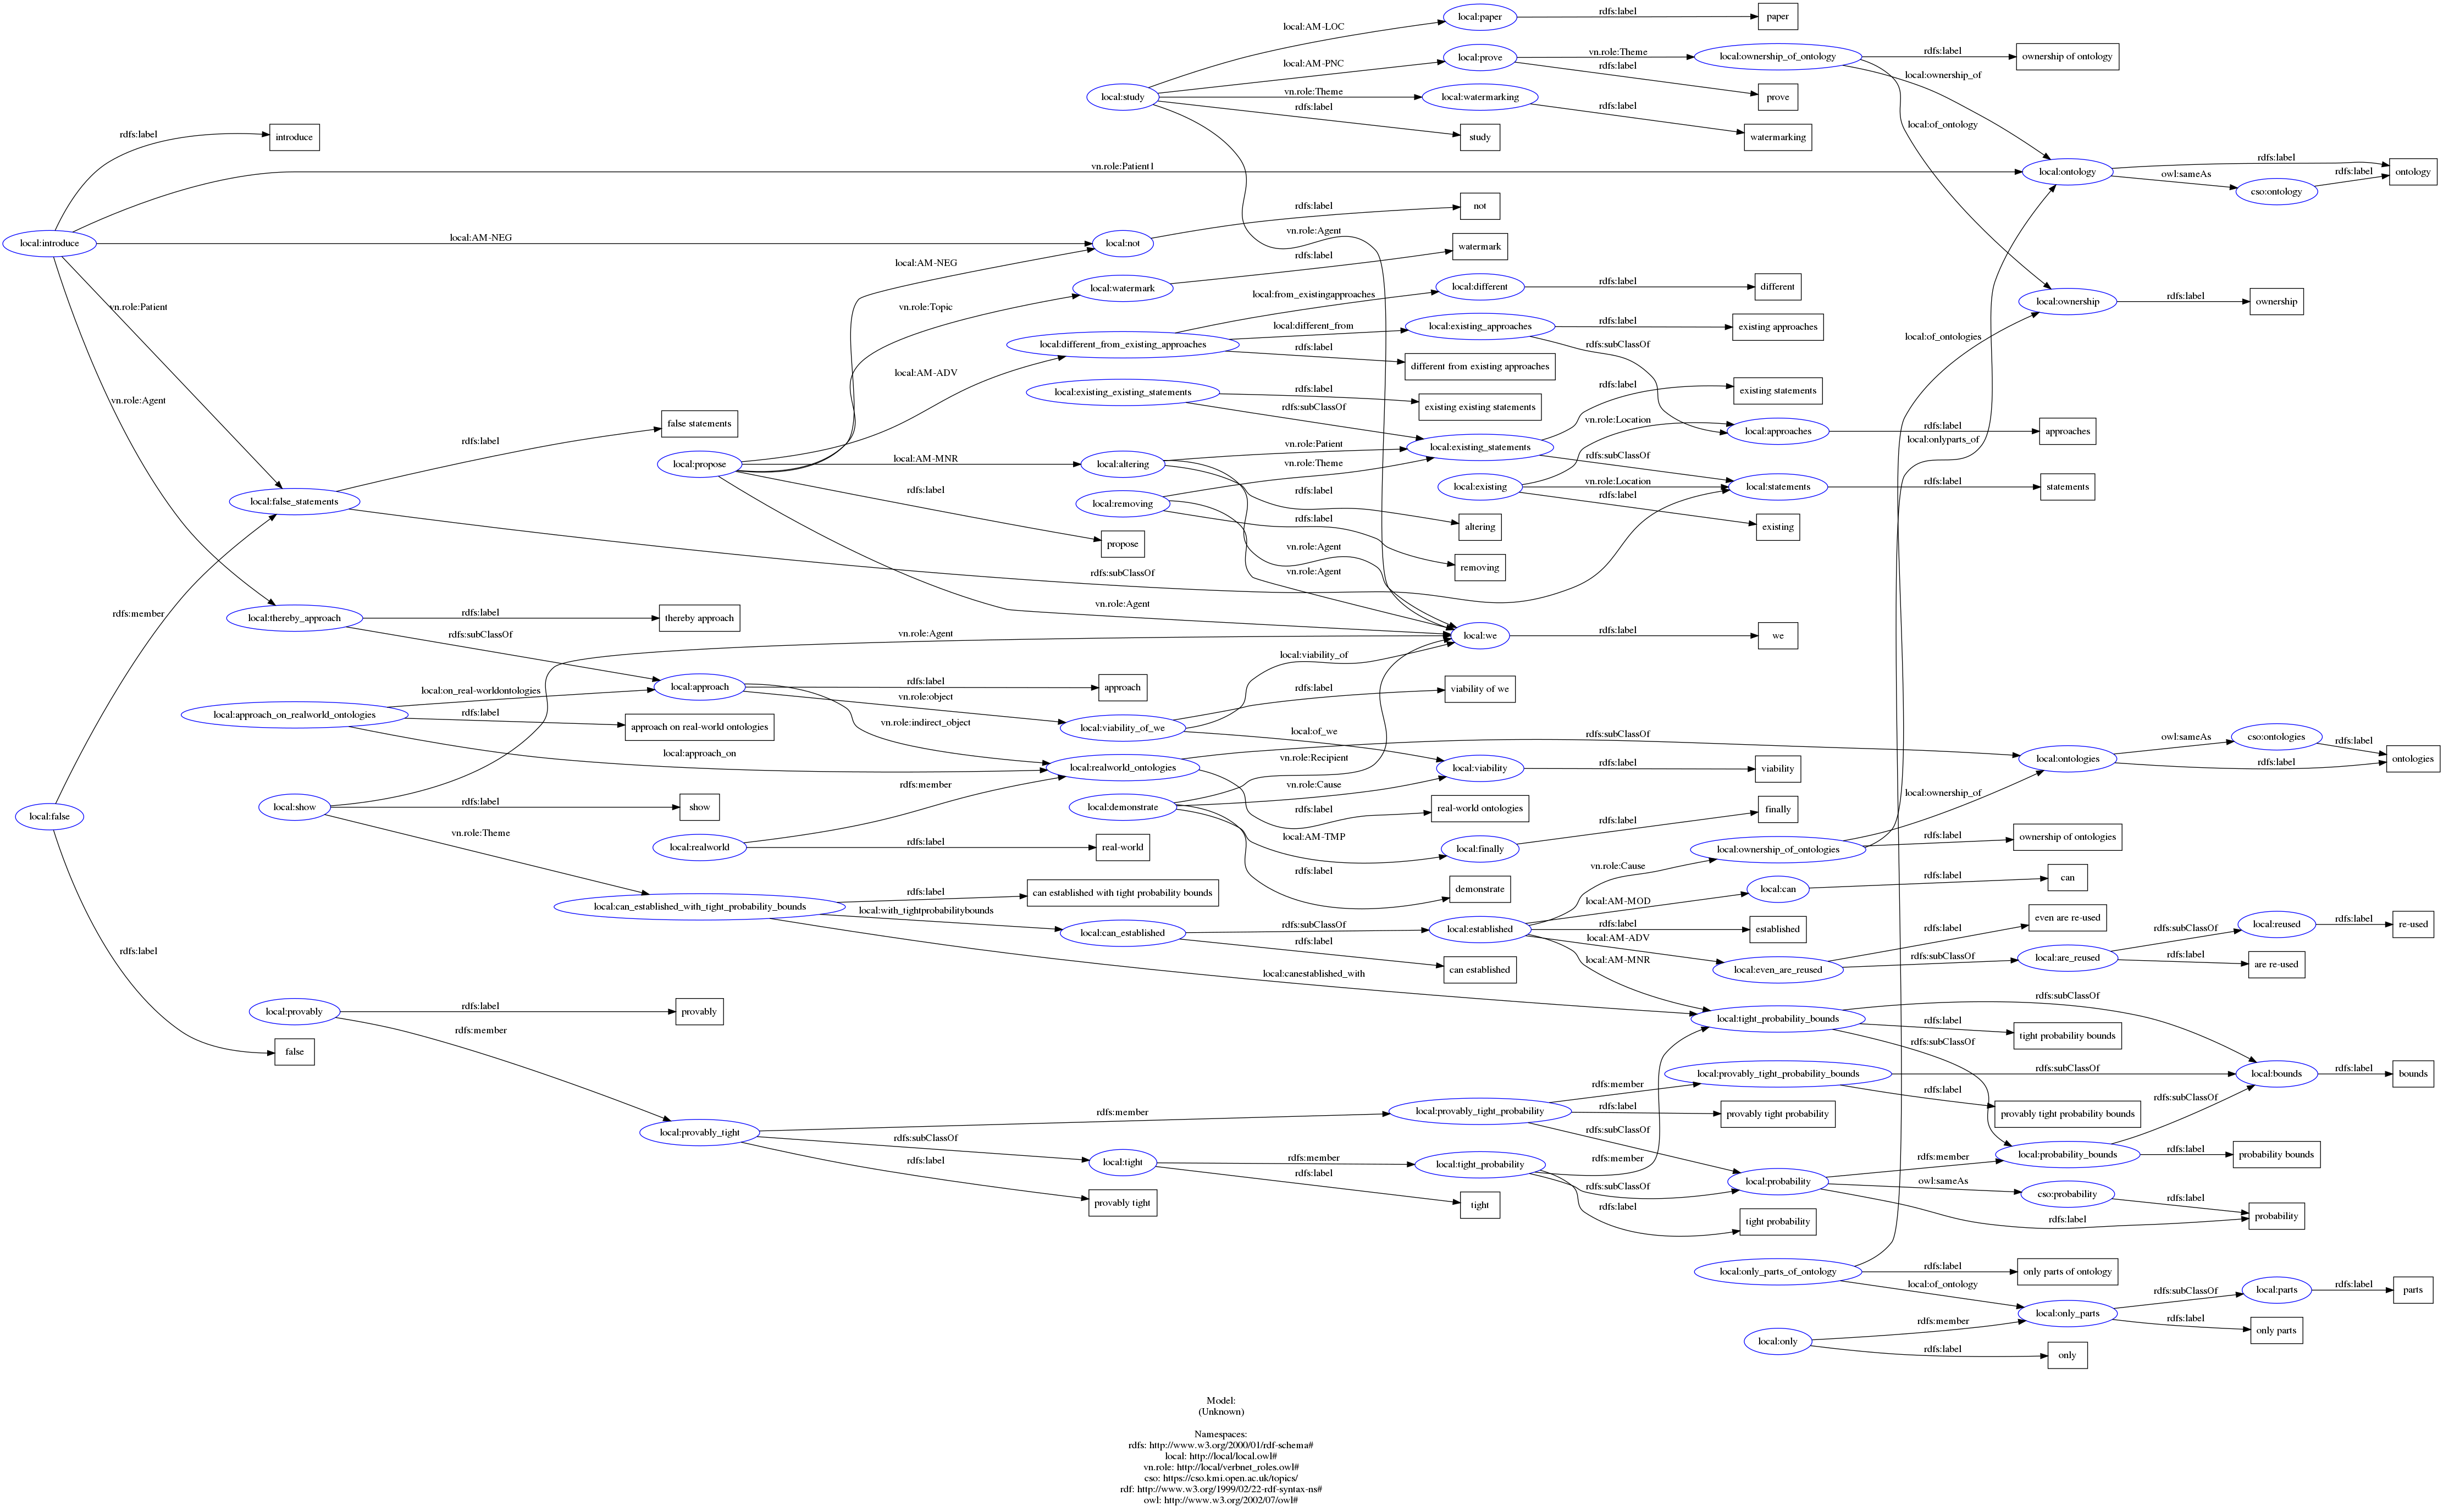 local:paper
rdfs:label
paper
local:AM-LOC
local:prove
vn.role:Theme
local:ownership_of_ontology
rdfs:label
ownership of ontology
local:AM-PNC
rdfs:label
local:ownership_of
local:study
vn.role:Theme
local:watermarking
prove
rdfs:label
rdfs:label
local:of_ontology
rdfs:label
introduce
study
watermarking
vn.role:Patient1
local:ontology
rdfs:label
ontology
owl:sameAs
cso:ontology
rdfs:label
rdfs:label
not
local:introduce
local:AM-NEG
local:not
vn.role:Agent
watermark
local:AM-NEG
rdfs:label
local:watermark
local:different
rdfs:label
different
vn.role:Patient
vn.role:Topic
local:from_existingapproaches
local:ownership
rdfs:label
ownership
local:different_from_existing_approaches
local:different_from
local:existing_approaches
rdfs:label
existing approaches
rdfs:label
rdfs:subClassOf
local:of_ontologies
different from existing approaches
local:AM-ADV
vn.role:Agent
local:existing_existing_statements
rdfs:label
existing existing statements
rdfs:label
existing statements
rdfs:subClassOf
false statements
rdfs:label
vn.role:Location
local:approaches
rdfs:label
approaches
local:onlyparts_of
vn.role:Patient
local:existing_statements
rdfs:subClassOf
local:propose
local:AM-MNR
local:altering
vn.role:Theme
local:existing
vn.role:Location
local:statements
rdfs:label
statements
rdfs:label
rdfs:label
rdfs:label
local:false_statements
local:removing
rdfs:label
altering
existing
propose
vn.role:Agent
removing
rdfs:subClassOf
vn.role:Agent
rdfs:member
local:thereby_approach
rdfs:label
thereby approach
vn.role:Agent
rdfs:subClassOf
vn.role:Agent
local:we
rdfs:label
we
local:viability_of
local:on_real-worldontologies
local:approach
rdfs:label
approach
rdfs:label
viability of we
vn.role:object
local:approach_on_realworld_ontologies
rdfs:label
approach on real-world ontologies
vn.role:indirect_object
local:viability_of_we
local:of_we
rdfs:subClassOf
local:approach_on
owl:sameAs
cso:ontologies
rdfs:label
local:ontologies
rdfs:label
ontologies
local:realworld_ontologies
vn.role:Recipient
local:viability
rdfs:label
viability
rdfs:member
vn.role:Cause
local:ownership_of
local:show
rdfs:label
show
local:demonstrate
rdfs:label
real-world ontologies
finally
local:false
vn.role:Theme
local:AM-TMP
rdfs:label
rdfs:label
ownership of ontologies
local:realworld
rdfs:label
real-world
local:finally
local:ownership_of_ontologies
rdfs:label
vn.role:Cause
rdfs:label
can established with tight probability bounds
demonstrate
local:can
rdfs:label
can
local:can_established_with_tight_probability_bounds
local:with_tightprobabilitybounds
local:AM-MOD
local:can_established
rdfs:subClassOf
local:established
rdfs:label
established
even are re-used
local:reused
rdfs:label
re-used
rdfs:label
rdfs:label
local:AM-ADV
rdfs:subClassOf
rdfs:label
can established
local:AM-MNR
local:even_are_reused
rdfs:subClassOf
local:are_reused
rdfs:label
are re-used
local:canestablished_with
rdfs:subClassOf
local:provably
rdfs:label
provably
local:tight_probability_bounds
rdfs:label
tight probability bounds
rdfs:member
rdfs:subClassOf
false
local:provably_tight_probability_bounds
rdfs:subClassOf
local:bounds
rdfs:label
bounds
rdfs:member
rdfs:label
rdfs:subClassOf
rdfs:member
local:provably_tight_probability
rdfs:label
provably tight probability
provably tight probability bounds
local:provably_tight
rdfs:subClassOf
rdfs:subClassOf
local:probability_bounds
rdfs:label
probability bounds
rdfs:label
local:tight
rdfs:member
local:tight_probability
rdfs:member
rdfs:member
rdfs:label
rdfs:subClassOf
local:probability
owl:sameAs
cso:probability
rdfs:label
provably tight
tight
rdfs:label
tight probability
rdfs:label
probability
local:only_parts_of_ontology
rdfs:label
only parts of ontology
local:of_ontology
rdfs:subClassOf
local:parts
rdfs:label
parts
local:only_parts
rdfs:member
rdfs:label
only parts
local:only
rdfs:label
only
Model:
(Unknown)
Namespaces:
rdfs: http://www.w3.org/2000/01/rdf-schema#
local: http://local/local.owl#
vn.role: http://local/verbnet_roles.owl#
cso: https://cso.kmi.open.ac.uk/topics/
rdf: http://www.w3.org/1999/02/22-rdf-syntax-ns#
owl: http://www.w3.org/2002/07/owl#